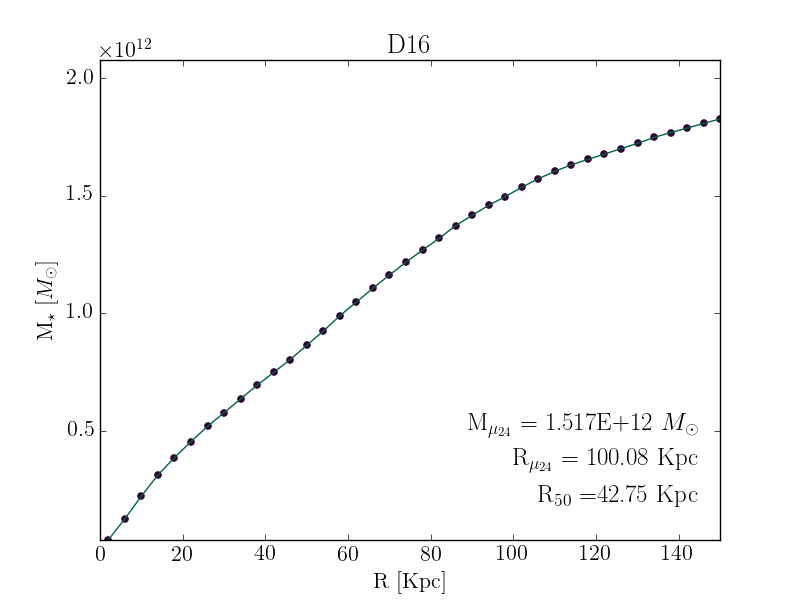 D16
×10¹²
2.0
1.5
1.0
0.5
M⋆ [M⊙]
M_μ24 = 1.517E+12 M⊙
R_μ24 = 100.08 Kpc
R₅₀ =42.75 Kpc
0 20 40 60 80 100 120 140
R [Kpc]